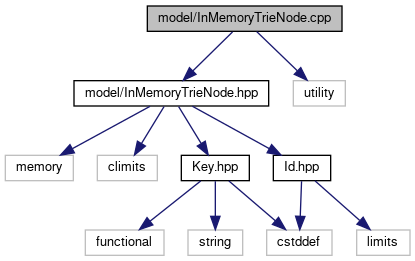 model/InMemoryTrieNode.cpp
model/InMemoryTrieNode.hpp
utility
memory
climits
Key.hpp
Id.hpp
functional
string
cstddef
limits